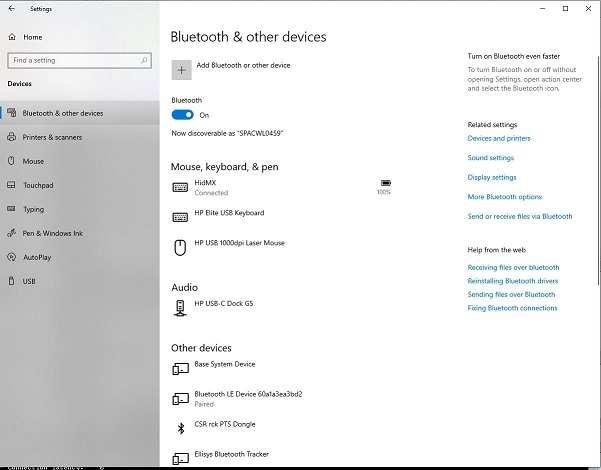 Settings
Home
Find a setting
Devices
Bluetooth & other devices
Printers & scanners
Mouse
Touchpad
Typing
Pen & Windows Ink
AutoPlay
USB
Bluetooth & other devices
Add Bluetooth or other device
Bluetooth
On
Now discoverable as "SPACWL0459"
Mouse, keyboard, & pen
HidMX
Connected
100%
HP Elite USB Keyboard
HP USB 1000dpi Laser Mouse
Audio
HP USB-C Dock G5
Other devices
Base System Device
Bluetooth LE Device 60a1a3ea3bd2
Paired
CSR rck PTS Dongle
Ellisys Bluetooth Tracker
Turn on Bluetooth even faster
To turn Bluetooth on or off without
opening Settings, open action center
and select the Bluetooth icon.
Related settings
Devices and printers
Sound settings
Display settings
More Bluetooth options
Send or receive files via Bluetooth
Help from the web
Receiving files over bluetooth
Reinstalling Bluetooth drivers
Sending files over Bluetooth
Fixing Bluetooth connections